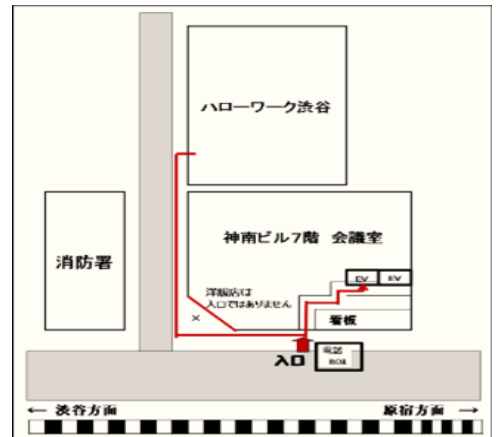 ハローワーク渋谷
消防署
神南ビル7階 会議室
EV EV
洋服店は
入口ではありません
×
看板
入口
電話
BOX
← 渋谷方面
原宿方面 →